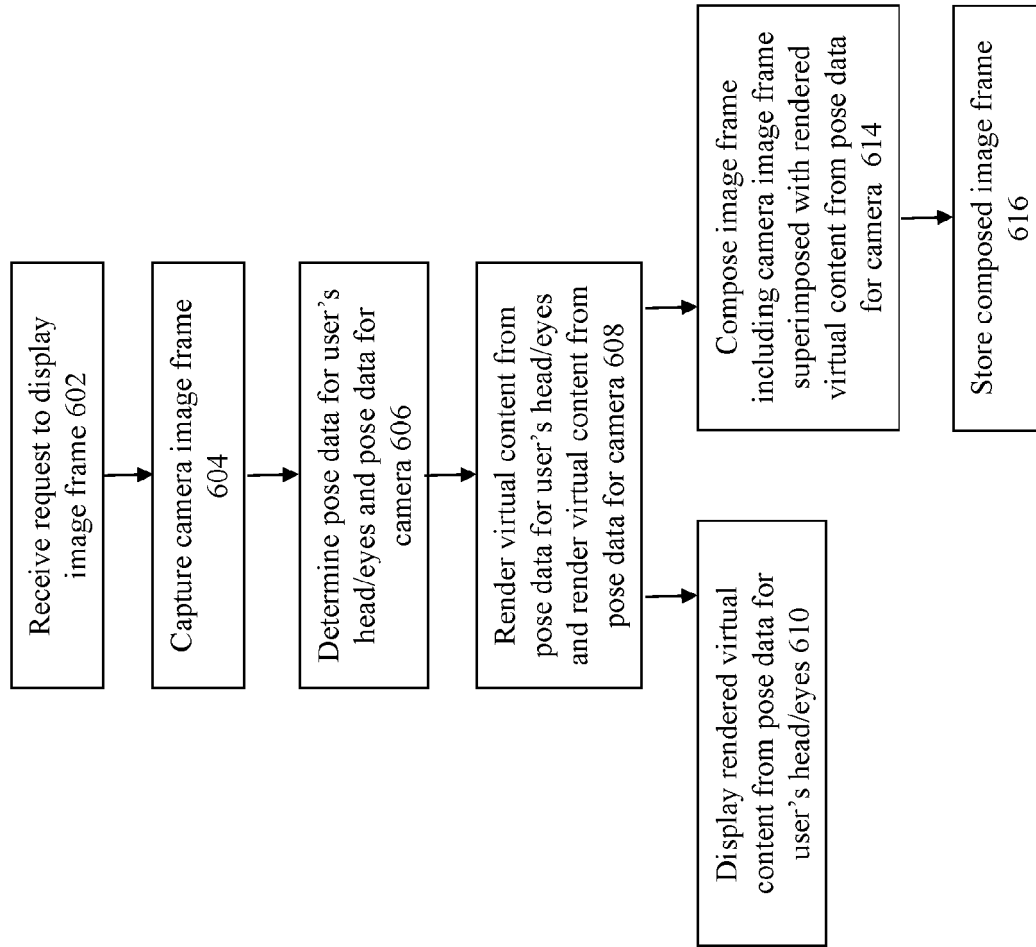 Receive request to display
image frame 602
Capture camera image frame
604
Determine pose data for user's
head/eyes and pose data for
camera 606
Render virtual content from
pose data for user's head/eyes
and render virtual content from
pose data for camera 608
Display rendered virtual
content from pose data for
user's head/eyes 610
Compose image frame
including camera image frame
superimposed with rendered
virtual content from pose data
for camera 614
Store composed image frame
616